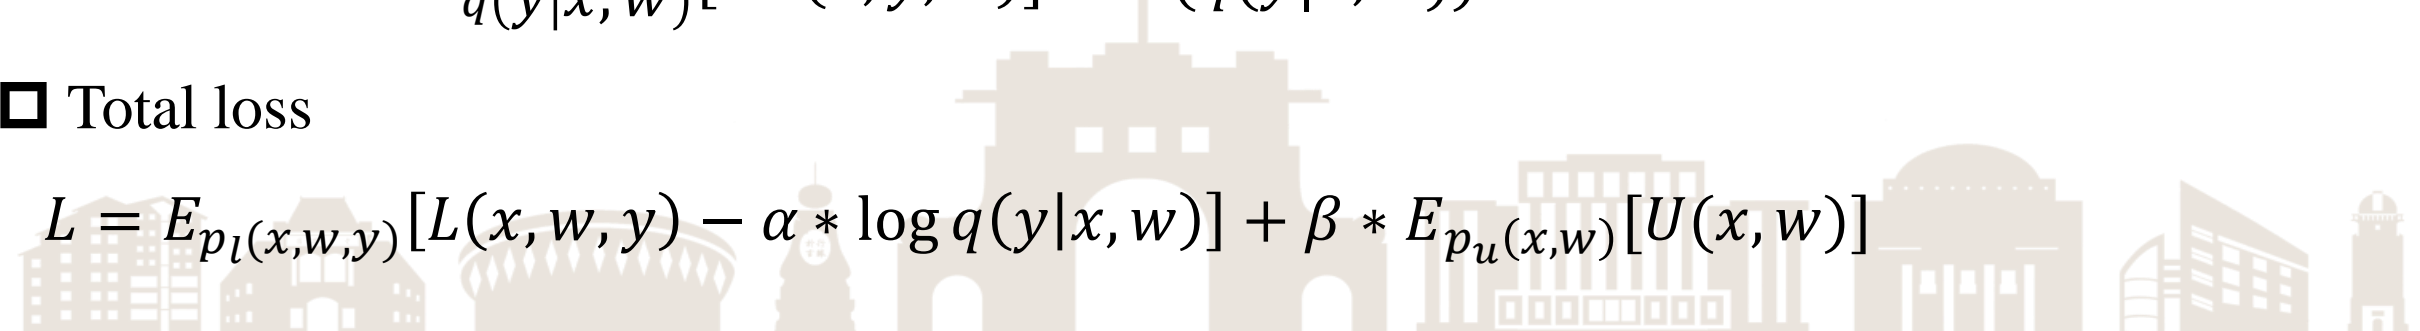 Total loss
L = E_{p_l(x,w,y)}[L(x, w, y) − α ∗ log q(y|x, w)] + β ∗ E_{p_u(x,w)}[U(x, w)]